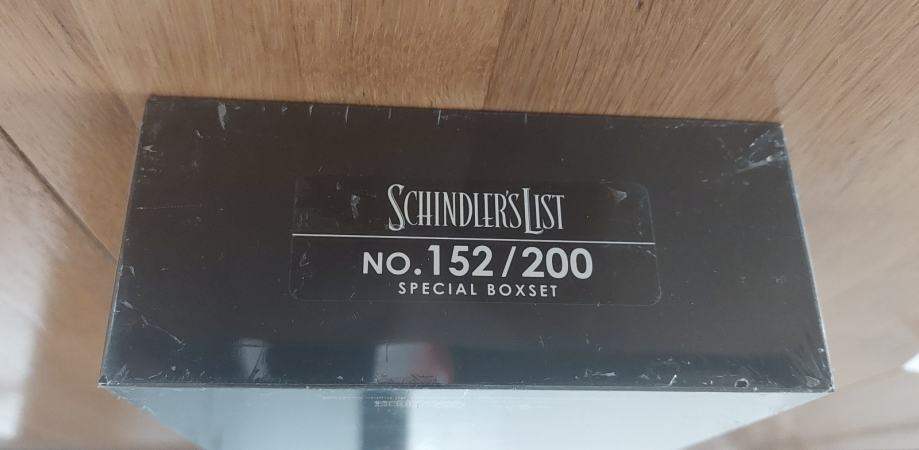 SCHINDLER'S LIST
NO.152/200
SPECIAL BOXSET